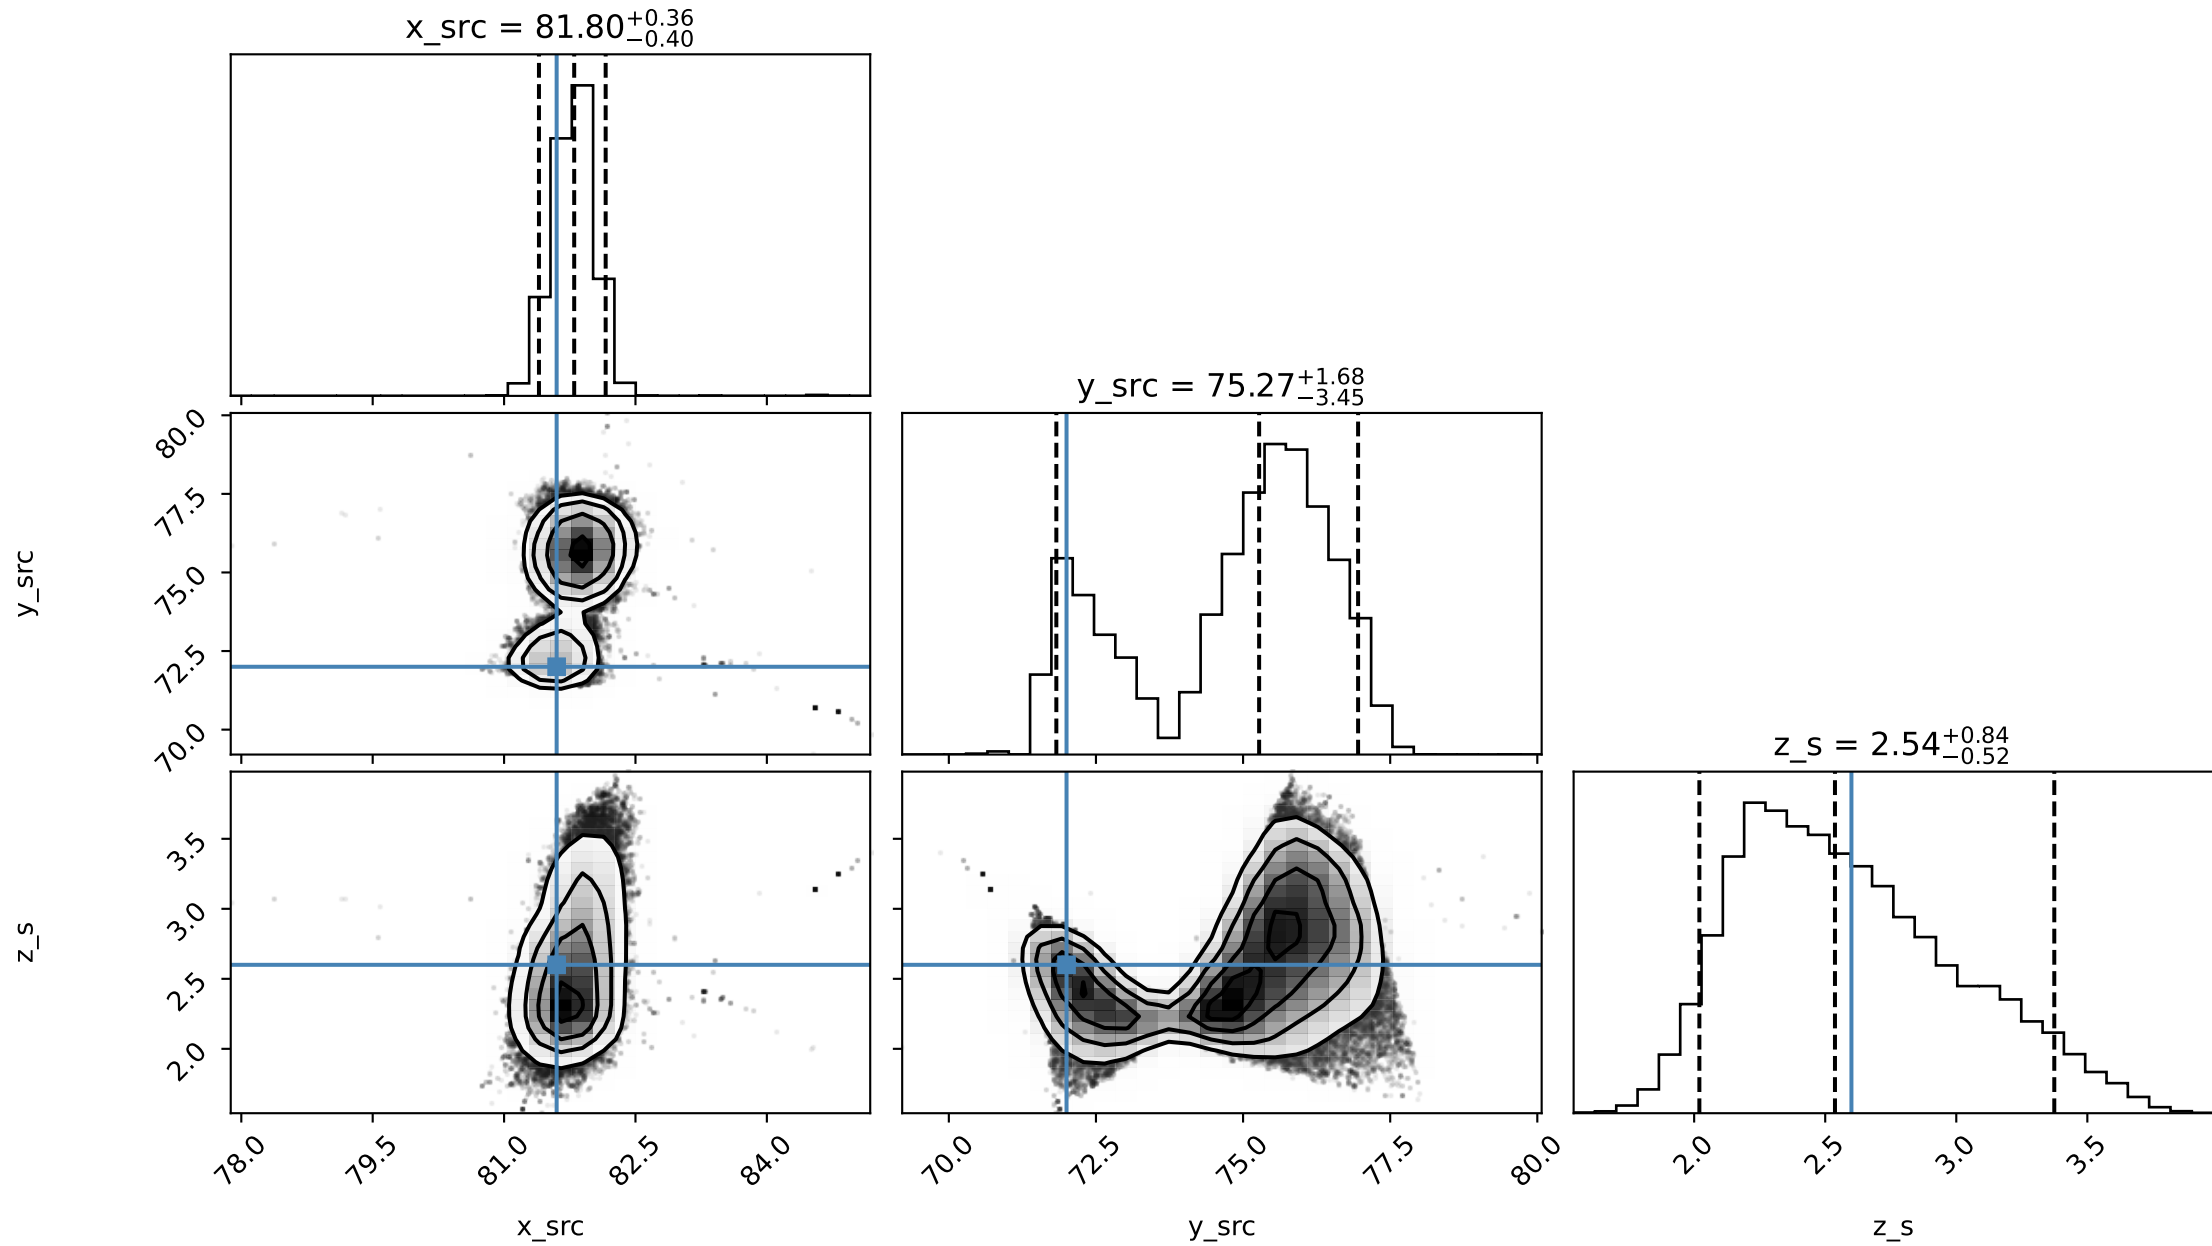 x_src = 81.80+0.36−0.40
y_src = 75.27+1.68−3.45
z_s = 2.54+0.84−0.52
y_src
80.0
77.5
75.0
72.5
70.0
z_s
3.5
3.0
2.5
2.0
78.0 79.5 81.0 82.5 84.0
70.0 72.5 75.0 77.5 80.0
2.0 2.5 3.0 3.5
x_src
y_src
z_s